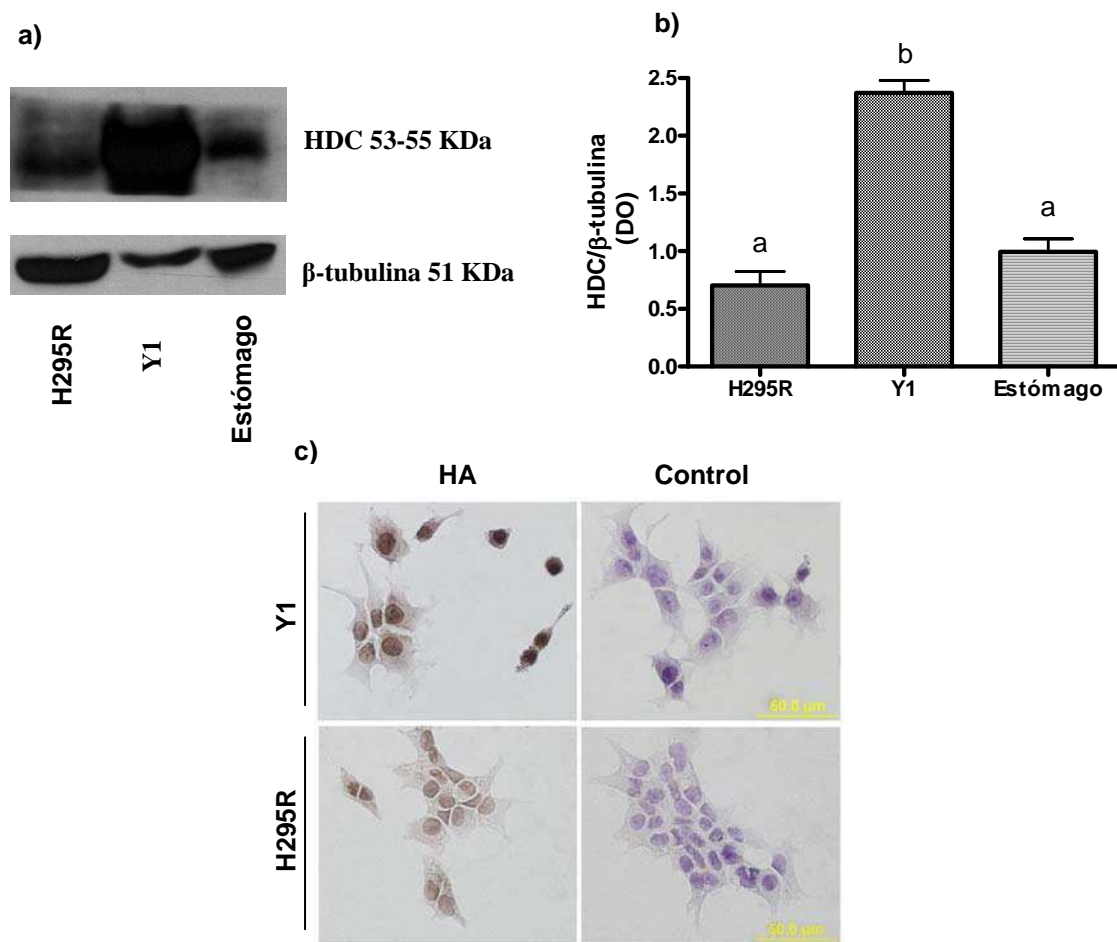 a)
HDC 53-55 KDa
β-tubulina 51 KDa
H295R
Y1
Estómago
b)
HDC/β-tubulina
(DO)
2.5
2.0
1.5
1.0
0.5
0.0
a
b
a
H295R
Y1
Estómago
c)
HA
Control
Y1
50.0 µm
H295R
50.0 µm